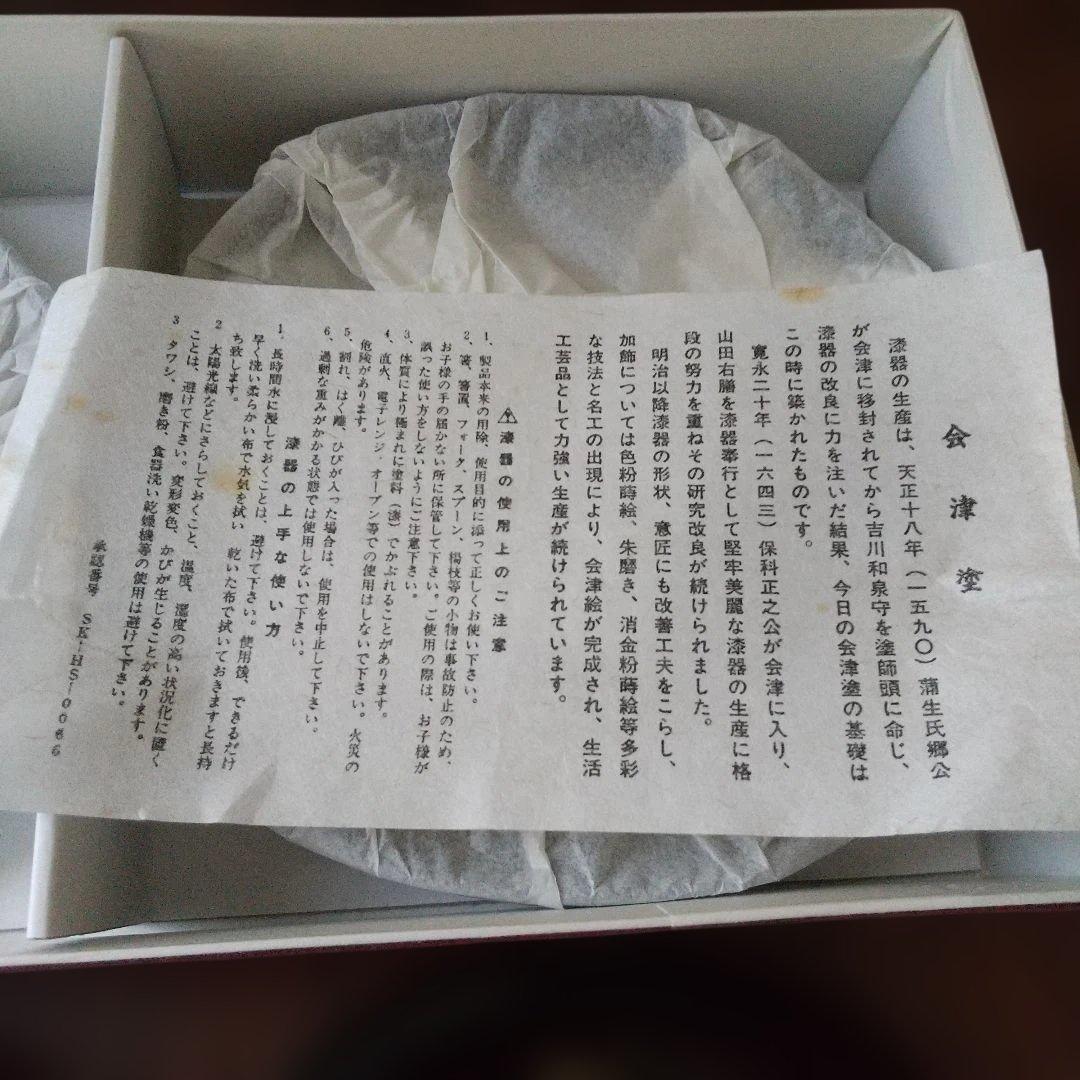 会津塗
漆器の生産は、天正十八年（一五九〇）蒲生氏郷公
が会津に移封されてから吉川和泉守を塗師頭に命じ、
漆器の改良に力を注いだ結果、今日の会津塗の基礎は
この時に築かれたものです。
寛永二十年（一六四三）保科正之公が会津に入り、
山田右膳を漆器奉行として堅牢美麗な漆器の生産に格
段の努力を重ねその研究改良が続けられました。
明治以降漆器の形状、意匠にも改善工夫をこらし、
加飾については色粉蒔絵、朱磨き、消金粉蒔絵等多彩
な技法と名工の出現により、会津絵が完成され、生活
工芸品として力強い生産が続けられています。
⚠漆器の使用上のご注意
1、製品本来の用除、使用目的に添って正しくお使い下さい。
2、箸、箸置、フォータ、スプーン、楊枝等の小物は事故防止のため、
お子様の手の届かない所に保管して下さい。ご使用の際は、お子様が
誤った使い方をしないようにご注意下さい。
3、体質により稀まれに塗料（漆）でかぶれることがあります。
4、直火、電子レンジ・オーブン等での使用はしないで下さい。火災の
危険があります。
5、割れ、はく離、ひびが入った場合は、使用を中止して下さい。
6、過剰な重みがかかる状態では使用しないで下さい。
漆器の上手な使い方
1、長時間水に浸しておくことは、避けて下さい。使用後、できるだけ
早く洗い柔らかい布で水気を拭い 乾いた布で拭いておきますと長持
ち致します。
2 太陽光線などにさらしておくこと、温度、湿度の高い状況化に置く
ことは、避けて下さい。変形変色、かびが生じることがあります。
3 タワシ、磨き粉、食器洗い乾燥機等の使用は避けて下さい。
承認番号 SK-HS-0066